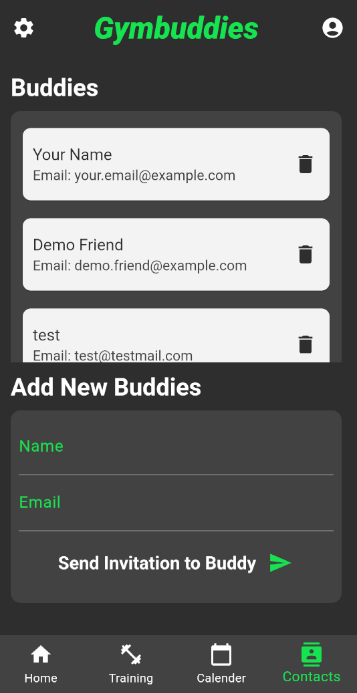 Gymbuddies
Buddies
Your Name
Email: your.email@example.com
Demo Friend
Email: demo.friend@example.com
test
Email: test@testmail.com
Add New Buddies
Name
Email
Send Invitation to Buddy
Home Training Calender Contacts